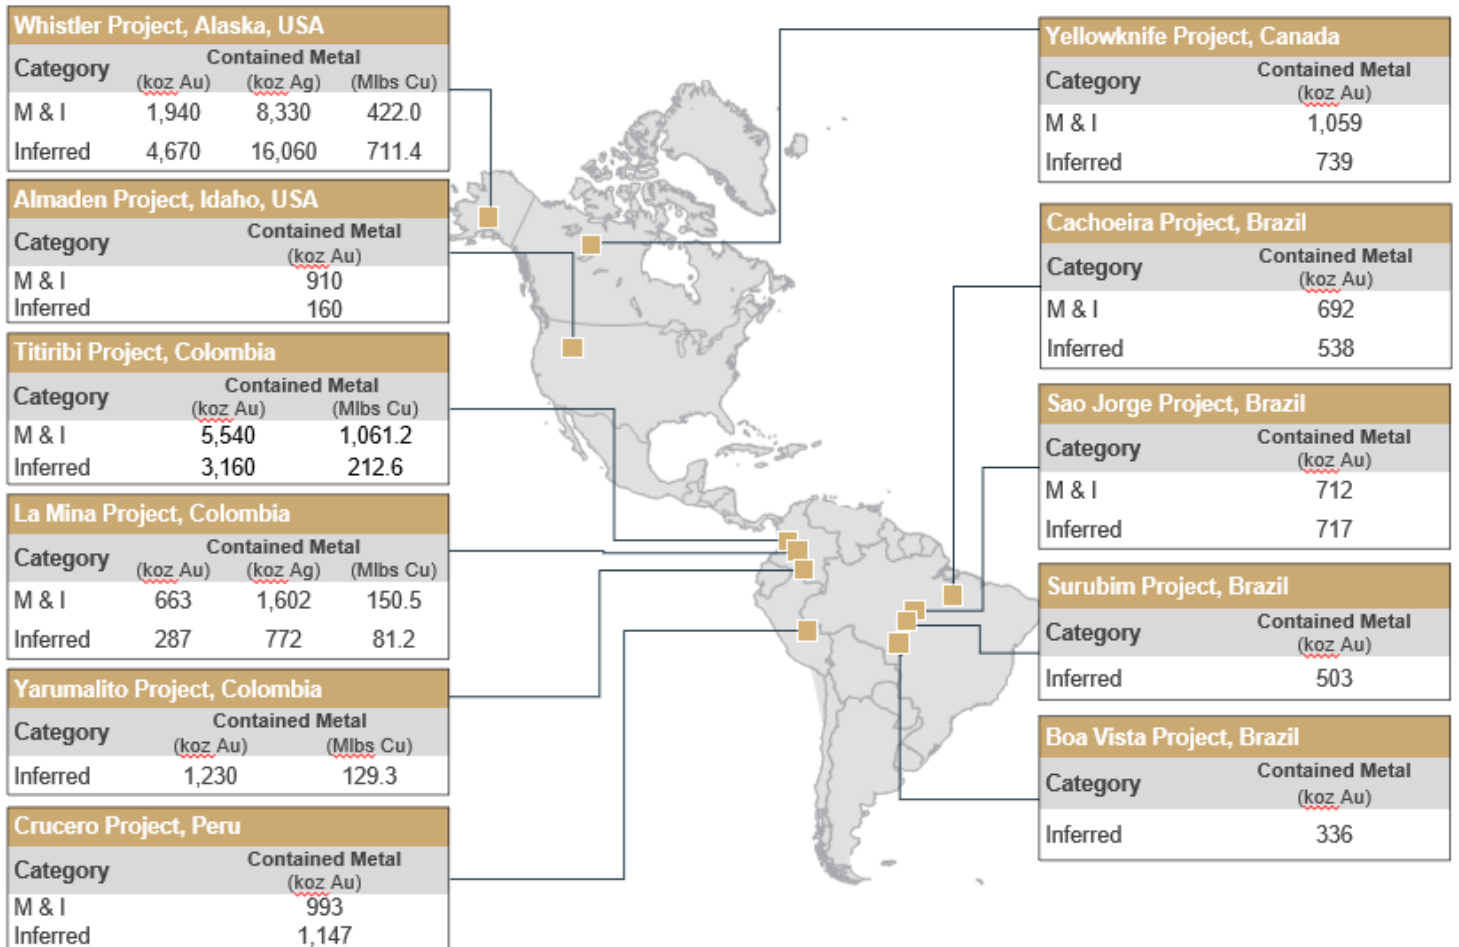 Whistler Project, Alaska, USA
Category Contained Metal
(koz Au) (koz Ag) (Mlbs Cu)
M & I 1,940 8,330 422.0
Inferred 4,670 16,060 711.4
Almaden Project, Idaho, USA
Category Contained Metal
(koz Au)
M & I 910
Inferred 160
Titiribi Project, Colombia
Category Contained Metal
(koz Au) (Mlbs Cu)
M & I 5,540 1,061.2
Inferred 3,160 212.6
La Mina Project, Colombia
Category Contained Metal
(koz Au) (koz Ag) (Mlbs Cu)
M & I 663 1,602 150.5
Inferred 287 772 81.2
Yarumalito Project, Colombia
Category Contained Metal
(koz Au) (Mlbs Cu)
Inferred 1,230 129.3
Crucero Project, Peru
Category Contained Metal
(koz Au)
M & I 993
Inferred 1,147
Yellowknife Project, Canada
Category Contained Metal
(koz Au)
M & I 1,059
Inferred 739
Cachoeira Project, Brazil
Category Contained Metal
(koz Au)
M & I 692
Inferred 538
Sao Jorge Project, Brazil
Category Contained Metal
(koz Au)
M & I 712
Inferred 717
Surubim Project, Brazil
Category Contained Metal
(koz Au)
Inferred 503
Boa Vista Project, Brazil
Category Contained Metal
(koz Au)
Inferred 336